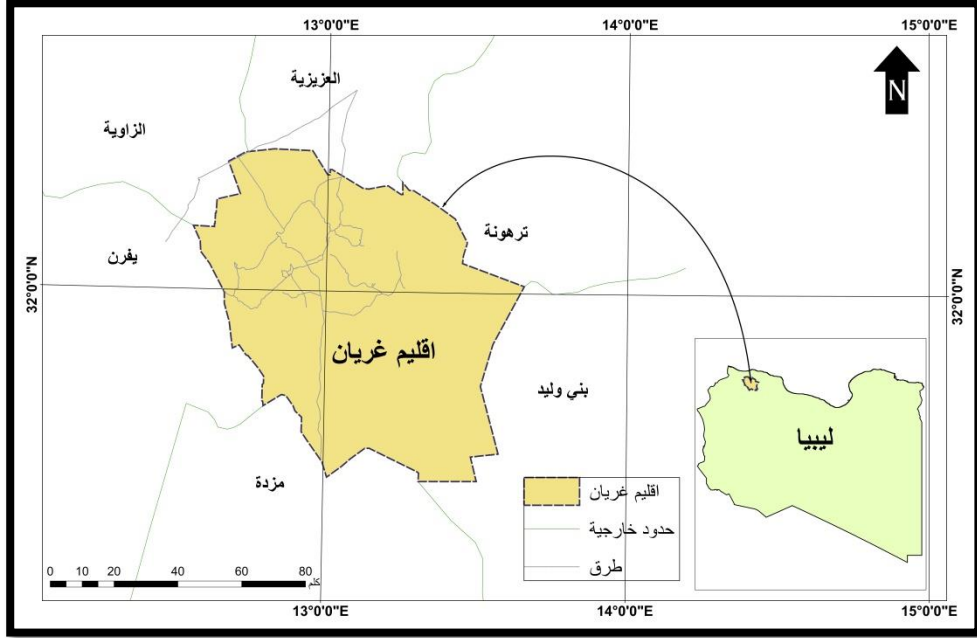 13°0'0"E
14°0'0"E
15°0'0"E
العزيزية
N
الزاوية
ترهونة
يفرن
32°0'0"N
32°0'0"N
اقليم غريان
بني وليد
ليبيا
مزدة
اقليم غريان
حدود خارجية
طرق
0 10 20 40 60 80
كلم
13°0'0"E
14°0'0"E
15°0'0"E